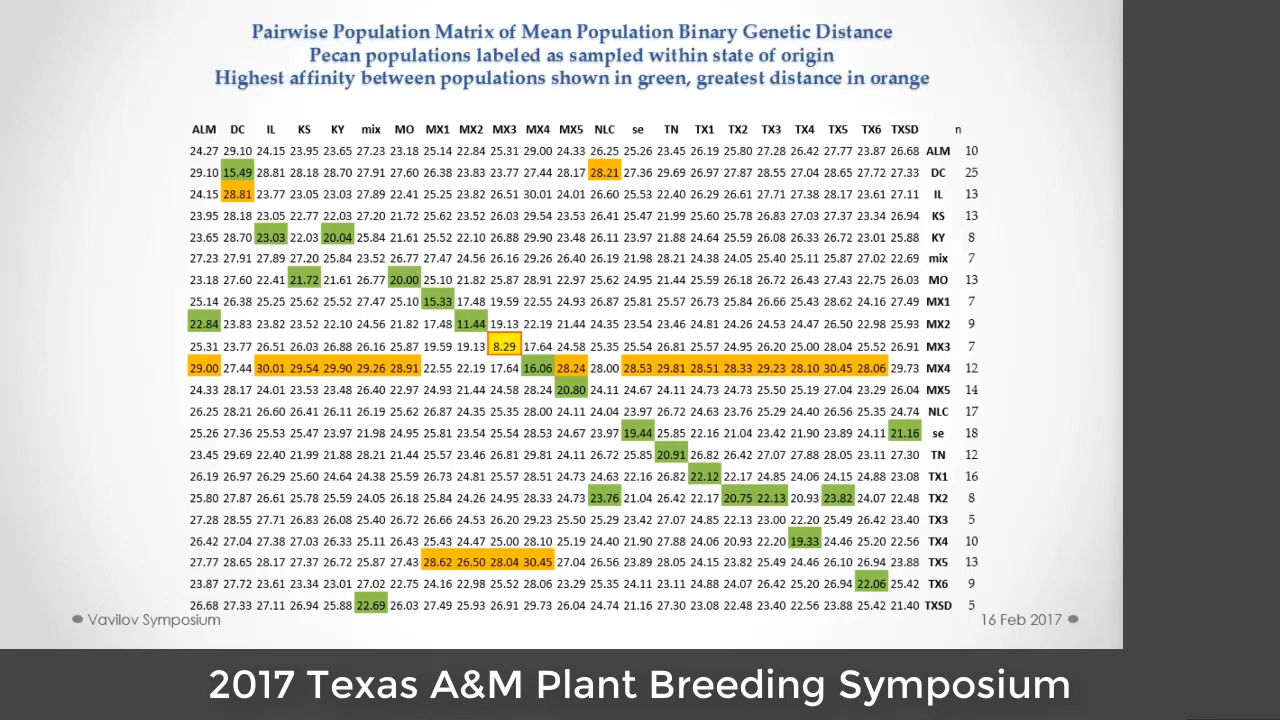 Pairwise Population Matrix of Mean Population Binary Genetic Distance
Pecan populations labeled as sampled within state of origin
Highest affinity between populations shown in green, greatest distance in orange
ALM DC IL KS KY mix MO MX1 MX2 MX3 MX4 MX5 NLC se TN TX1 TX2 TX3 TX4 TX5 TX6 TXSD n
24.27 29.10 24.15 23.95 23.65 27.23 23.18 25.14 22.84 25.31 29.00 24.33 26.25 25.26 23.45 26.19 25.80 27.28 26.42 27.77 23.87 26.68 ALM 10
29.10 15.49 28.81 28.18 28.70 27.91 27.60 26.38 23.83 23.77 27.44 28.17 28.21 27.36 29.69 26.97 27.87 28.55 27.04 28.65 27.72 27.33 DC 25
24.15 28.81 23.77 23.05 23.03 27.89 22.41 25.25 23.82 26.51 30.01 24.01 26.60 25.53 22.40 26.29 26.61 27.71 27.38 28.17 23.61 27.11 IL 13
23.95 28.18 23.05 22.77 22.03 27.20 21.72 25.62 23.52 26.03 29.54 23.53 26.41 25.47 21.99 25.60 25.78 26.83 27.03 27.37 23.34 26.94 KS 13
23.65 28.70 23.03 22.03 20.04 25.84 21.61 25.52 22.10 26.88 29.90 23.48 26.11 23.97 21.88 24.64 25.59 26.08 26.33 26.72 23.01 25.88 KY 8
27.23 27.91 27.89 27.20 25.84 23.52 26.77 27.47 24.56 26.16 29.26 26.40 26.19 21.98 28.21 24.38 24.05 25.40 25.11 25.87 27.02 22.69 mix 7
23.18 27.60 22.41 21.72 21.61 26.77 20.00 25.10 21.82 25.87 28.91 22.97 25.62 24.95 21.44 25.59 26.18 26.72 26.43 27.43 22.75 26.03 MO 13
25.14 26.38 25.25 25.62 25.52 27.47 25.10 15.33 17.48 19.59 22.55 24.93 26.87 25.81 25.57 26.73 25.84 26.66 25.43 28.62 24.16 27.49 MX1 7
22.84 23.83 23.82 23.52 22.10 24.56 21.82 17.48 11.44 19.13 22.19 21.44 24.35 23.54 23.46 24.81 24.26 24.53 24.47 26.50 22.98 25.93 MX2 9
25.31 23.77 26.51 26.03 26.88 26.16 25.87 19.59 19.13 8.29 17.64 24.58 25.35 25.54 26.81 25.57 24.95 26.20 25.00 28.04 25.52 26.91 MX3 7
29.00 27.44 30.01 29.54 29.90 29.26 28.91 22.55 22.19 17.64 16.06 28.24 28.00 28.53 29.81 28.51 28.33 29.23 28.10 30.45 28.06 29.73 MX4 12
24.33 28.17 24.01 23.53 23.48 26.40 22.97 24.93 21.44 24.58 28.24 20.80 24.11 24.67 24.11 24.73 24.73 25.50 25.19 27.04 23.29 26.04 MX5 14
26.25 28.21 26.60 26.41 26.11 26.19 25.62 26.87 24.35 25.35 28.00 24.11 24.04 23.97 26.72 24.63 23.76 25.29 24.40 26.56 25.35 24.74 NLC 17
25.26 27.36 25.53 25.47 23.97 21.98 24.95 25.81 23.54 25.54 28.53 24.67 23.97 19.44 25.85 22.16 21.04 23.42 21.90 23.89 24.11 21.16 se 18
23.45 29.69 22.40 21.99 21.88 28.21 21.44 25.57 23.46 26.81 29.81 24.11 26.72 25.85 20.91 26.82 26.42 27.07 27.88 28.05 23.11 27.30 TN 12
26.19 26.97 26.29 25.60 24.64 24.38 25.59 26.73 24.81 25.57 28.51 24.73 24.63 22.16 26.82 22.12 22.17 24.85 24.06 24.15 24.88 23.08 TX1 16
25.80 27.87 26.61 25.78 25.59 24.05 26.18 25.84 24.26 24.95 28.33 24.73 23.76 21.04 26.42 22.17 20.75 22.13 20.93 23.82 24.07 22.48 TX2 8
27.28 28.55 27.71 26.83 26.08 25.40 26.72 26.66 24.53 26.20 29.23 25.50 25.29 23.42 27.07 24.85 22.13 23.00 22.20 25.49 26.42 23.40 TX3 5
26.42 27.04 27.38 27.03 26.33 25.11 26.43 25.43 24.47 25.00 28.10 25.19 24.40 21.90 27.88 24.06 20.93 22.20 19.33 24.46 25.20 22.56 TX4 10
27.77 28.65 28.17 27.37 26.72 25.87 27.43 28.62 26.50 28.04 30.45 27.04 26.56 23.89 28.05 24.15 23.82 25.49 24.46 26.10 26.94 23.88 TX5 13
23.87 27.72 23.61 23.34 23.01 27.02 22.75 24.16 22.98 25.52 28.06 23.29 25.35 24.11 23.11 24.88 24.07 26.42 25.20 26.94 22.06 25.42 TX6 9
26.68 27.33 27.11 26.94 25.88 22.69 26.03 27.49 25.93 26.91 29.73 26.04 24.74 21.16 27.30 23.08 22.48 23.40 22.56 23.88 25.42 21.40 TXSD 5
Vavilov Symposium 16 Feb 2017
2017 Texas A&M Plant Breeding Symposium